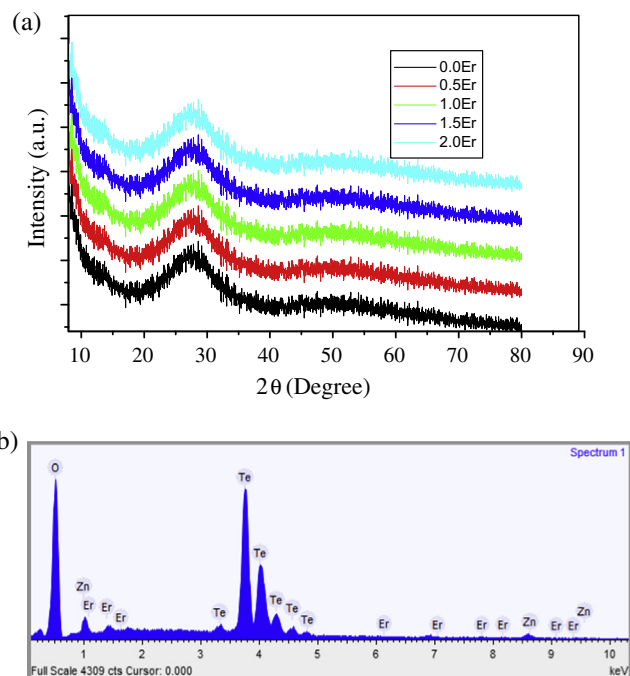 (a)
0.0Er
0.5Er
1.0Er
1.5Er
2.0Er
Intensity (a.u.)
10 20 30 40 50 60 70 80 90
2θ (Degree)
b)
Spectrum 1
O
Te
Te
Zn
Er
Er
Er
Te
Te
Te
Te
Er
Er
Er
Er
Zn
Er
Er
Zn
1 2 3 4 5 6 7 8 9 10
Full Scale 4309 cts Cursor: 0.000
keV